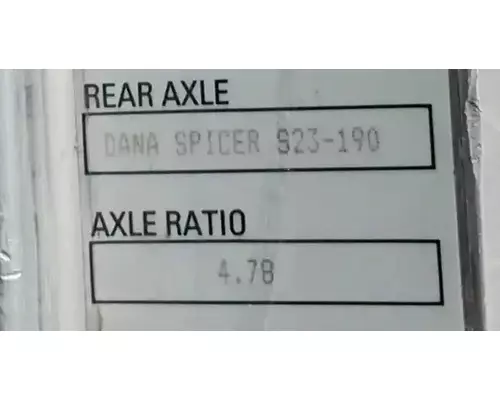 REAR AXLE
DANA SPICER S23-190
AXLE RATIO
4.78